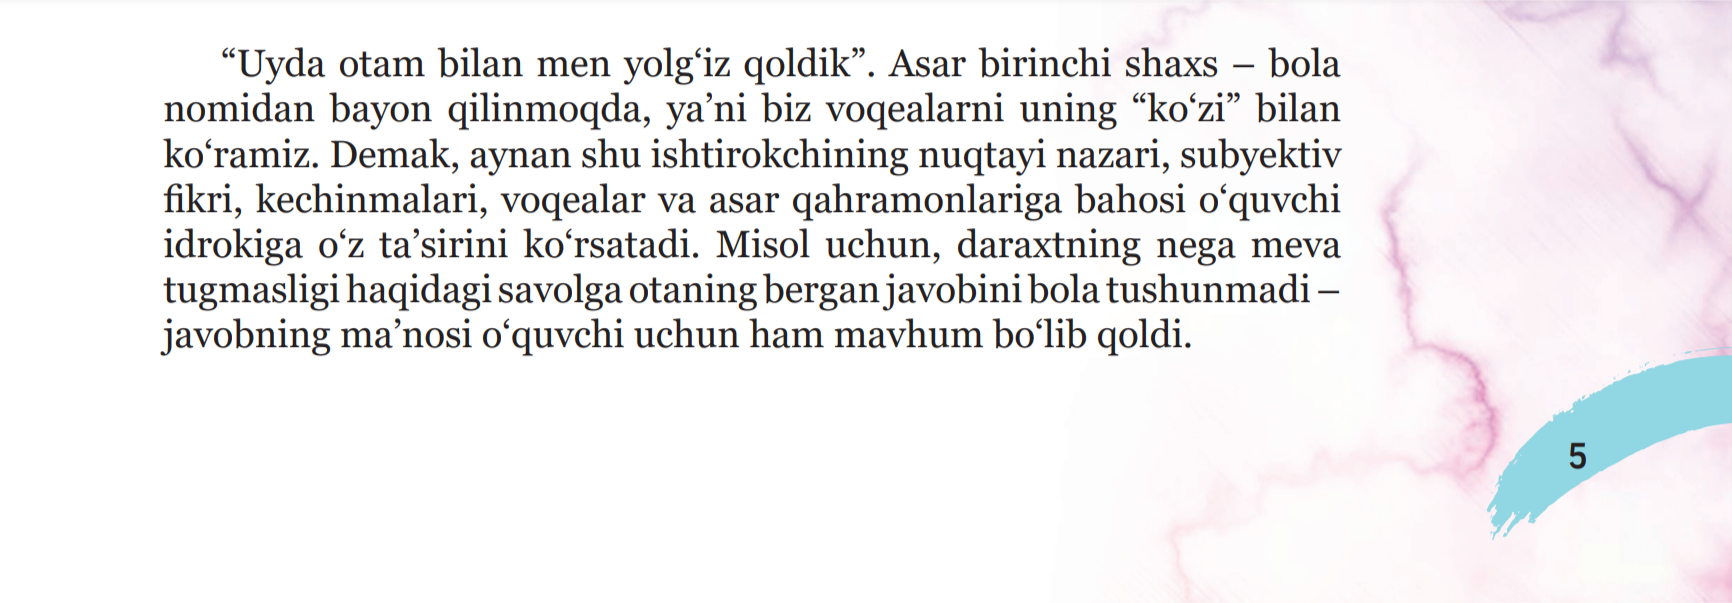 “Uyda otam bilan men yolg‘iz qoldik”. Asar birinchi shaxs – bola
nomidan bayon qilinmoqda, ya’ni biz voqealarni uning “ko‘zi” bilan
ko‘ramiz. Demak, aynan shu ishtirokchining nuqtayi nazari, subyektiv
fikri, kechinmalari, voqealar va asar qahramonlariga bahosi o‘quvchi
idrokiga o‘z ta’sirini ko‘rsatadi. Misol uchun, daraxtning nega meva
tugmasligi haqidagi savolga otaning bergan javobini bola tushunmadi –
javobning ma’nosi o‘quvchi uchun ham mavhum bo‘lib qoldi.
5